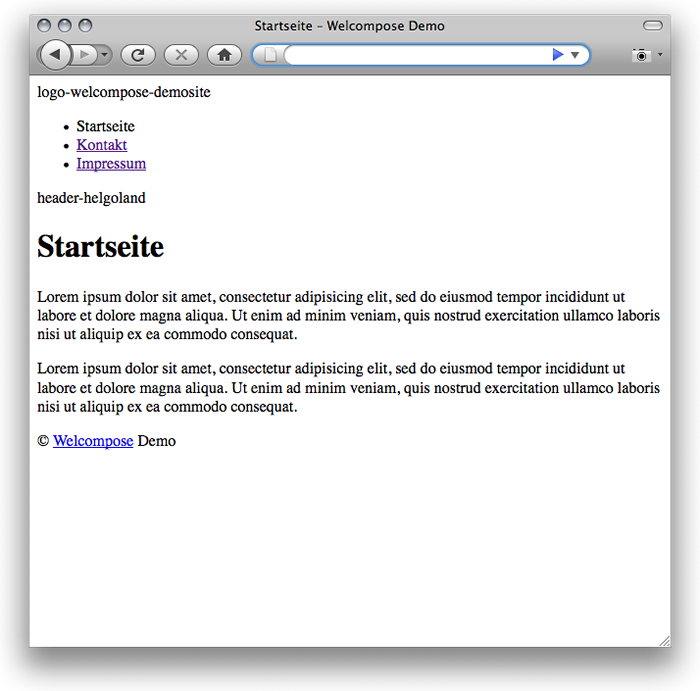 Startseite – Welcompose Demo
logo-welcompose-demosite
• Startseite
• Kontakt
• Impressum
header-helgoland
Startseite
Lorem ipsum dolor sit amet, consectetur adipisicing elit, sed do eiusmod tempor incididunt ut
labore et dolore magna aliqua. Ut enim ad minim veniam, quis nostrud exercitation ullamco laboris
nisi ut aliquip ex ea commodo consequat.
Lorem ipsum dolor sit amet, consectetur adipisicing elit, sed do eiusmod tempor incididunt ut
labore et dolore magna aliqua. Ut enim ad minim veniam, quis nostrud exercitation ullamco laboris
nisi ut aliquip ex ea commodo consequat.
© Welcompose Demo